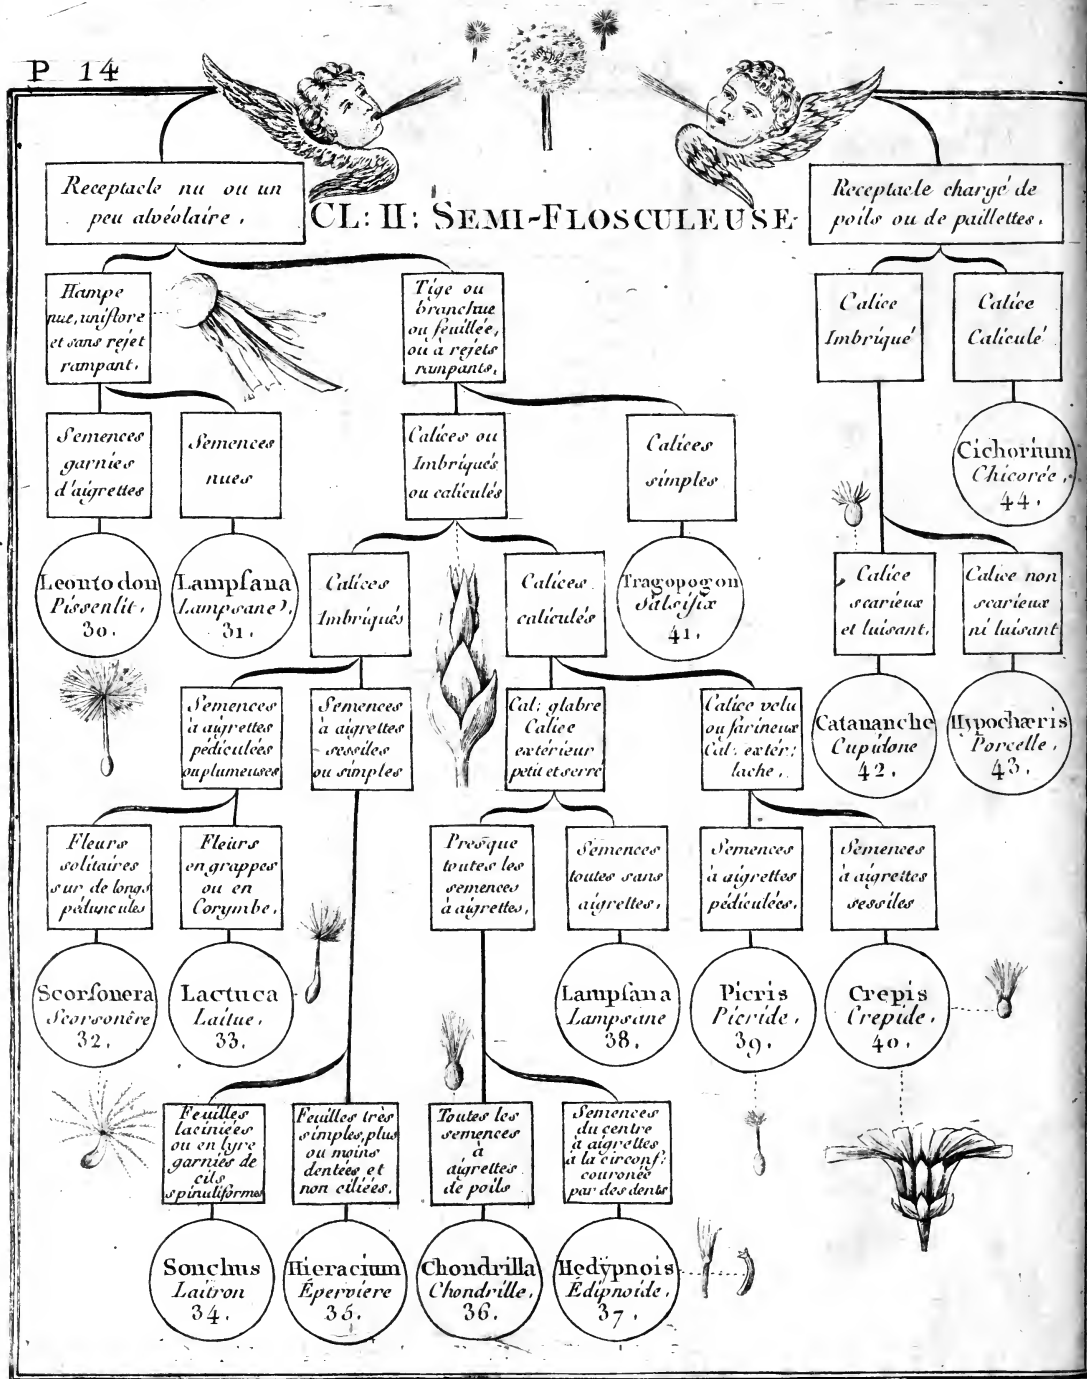 P 14
Receptacle nu ou un
peu alvéolaire.
CL: II: SEMI-FLOSCULEUSE
Receptacle chargé de
poils ou de paillettes.
Hampe
nue, uniflore
et sans rejet
rampant.
Tige ou
branchue
ou feuillée,
ou à rejets
rampants.
Calice
Imbriqué
Calice
Caliculé
Semences
garnies
d'aigrettes
Semences
nues
Calices ou
Imbriqués
ou caliculés
Calices
simples
Cichorium
Chicorée.
44.
Leontodon
Pissenlit.
30.
Lampſana
Lampsane.
31.
Calices
Imbriqués
Calices
caliculés
Tragopogon
Salsifix
41.
Calice
scarieux
et luisant.
Calice non
scarieux
ni luisant
Semences
à aigrettes
pédiculées
ou plumeuses
Semences
à aigrettes
sessiles
ou simples
Cal: glabre
Calice
extérieur
petit et serré
Calice velu
ou farineux
Cal: extér:
lache.
Catananche
Cupidone
42.
Hypochæris
Porcelle.
43.
Fleurs
solitaires
sur de longs
péduncules
Fleurs
en grappes
ou en
Corymbe.
Presque
toutes les
semences
à aigrettes.
Semences
toutes sans
aigrettes.
Semences
à aigrettes
pédiculées.
Semences
à aigrettes
sessiles
Scorſonera
Scorsonêre
32.
Lactuca
Laitue.
33.
Lampſana
Lampsane
38.
Picris
Picride.
39.
Crepis
Crepide.
40.
Feuilles
laciniées
ou en lyre
garnies de
cils
spinuliformes
Feuilles très
simples, plus
ou moins
dentées et
non ciliées.
Toutes les
semences
à
aigrettes
de poils
Semences
du centre
à aigrettes
à la circonf:
couronée
par des dents
Sonchus
Laitron
34.
Hieracium
Éperviere
35.
Chondrilla
Chondrille.
36.
Hedÿpnois
Édipnoide.
37.